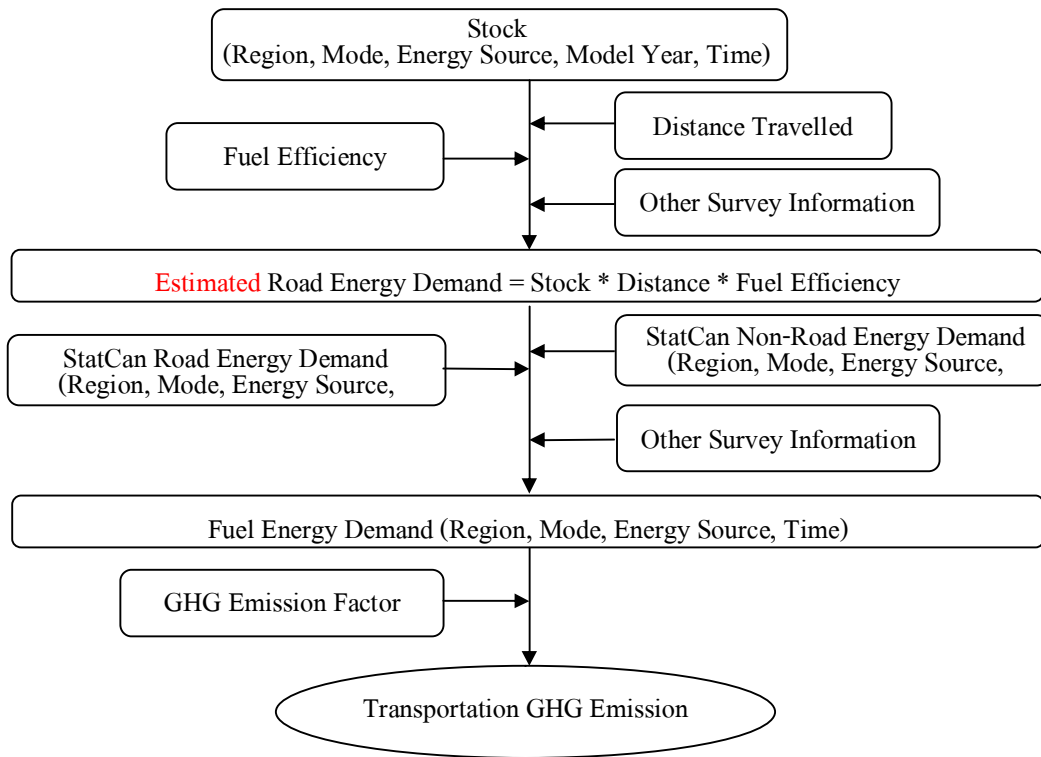 Stock
(Region, Mode, Energy Source, Model Year, Time)
Distance Travelled
Fuel Efficiency
Other Survey Information
Estimated Road Energy Demand = Stock * Distance * Fuel Efficiency
StatCan Non-Road Energy Demand
(Region, Mode, Energy Source,
StatCan Road Energy Demand
(Region, Mode, Energy Source,
Other Survey Information
Fuel Energy Demand (Region, Mode, Energy Source, Time)
GHG Emission Factor
Transportation GHG Emission